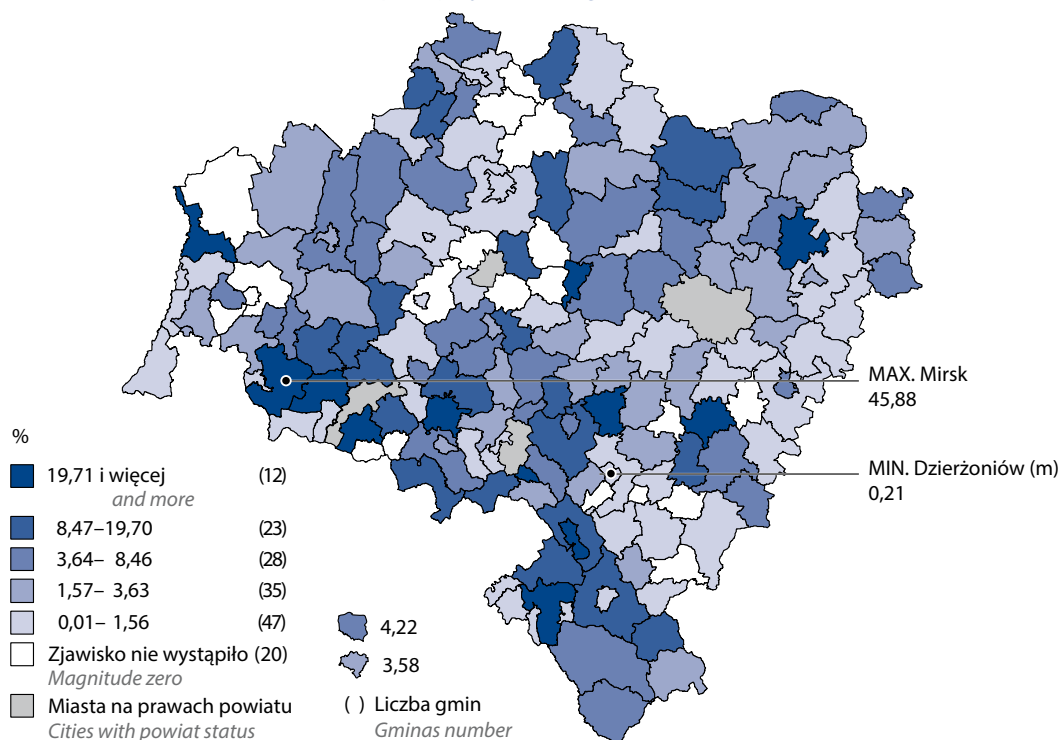 MAX. Mirsk
45,88
MIN. Dzierżoniów (m)
0,21
%
19,71 i więcej (12)
and more
8,47–19,70 (23)
3,64– 8,46 (28)
1,57– 3,63 (35)
0,01– 1,56 (47)
Zjawisko nie wystąpiło (20)
Magnitude zero
Miasta na prawach powiatu
Cities with powiat status
4,22
3,58
( ) Liczba gmin
Gminas number